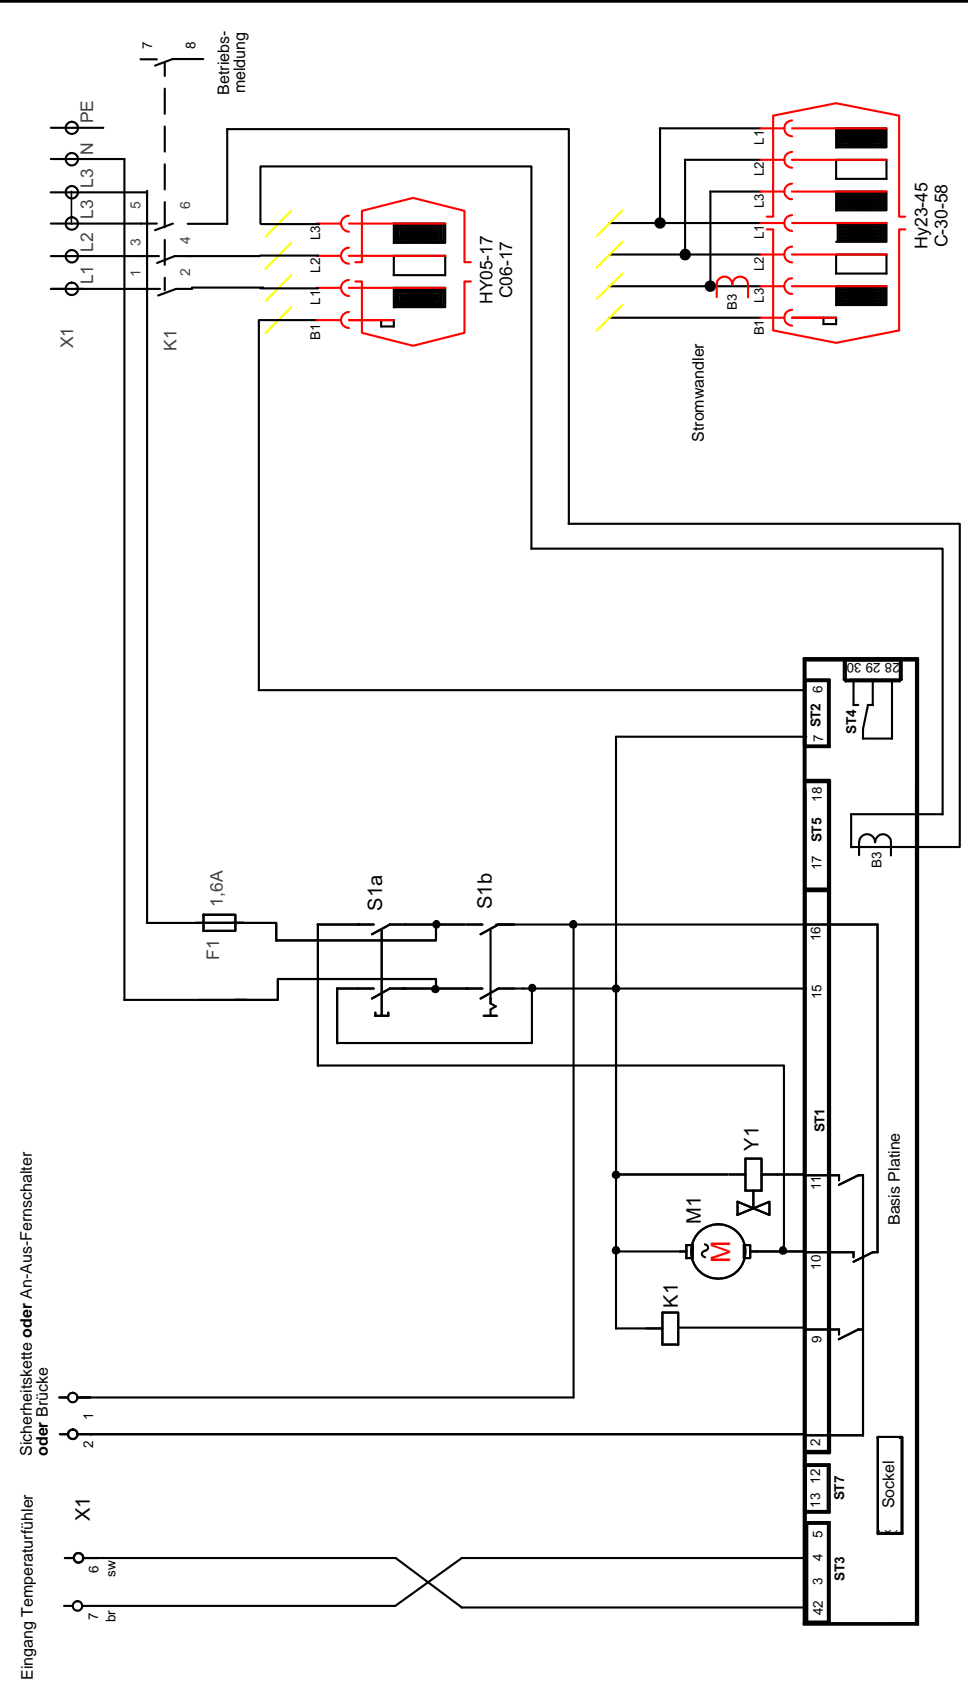 7
8
Betriebs-
meldung
PE
N
L3
L3
L2
L1
X1
5
6
3
4
1
2
K1
L3
L2
L1
B1
HY05-17
C06-17
L1
L2
L3
L1
L2
L3
B1
B3
Hy23-45
C-30-58
Stromwandler
6
7
ST2
28 29 30
ST4
18
17
ST5
B3
1,6A
F1
S1a
S1b
16
15
ST1
11
10
9
2
Basis Platine
Y1
M1
M
K1
Sicherheitskette oder An-Aus-Fernschalter
oder Brücke
1
2
12
13
ST7
Sockel
Eingang Temperaturfühler
X1
6
sw
7
br
5
4
3
42
ST3